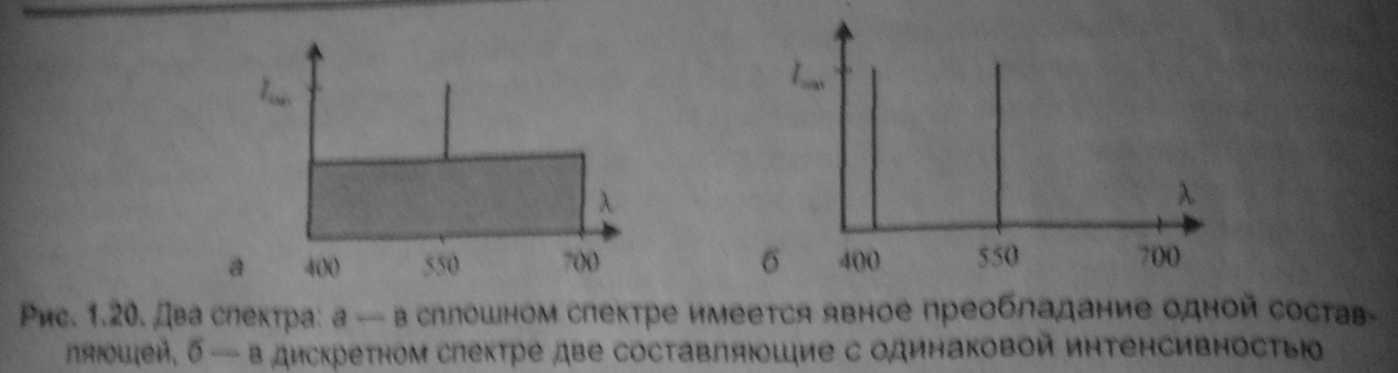 I
I
λ
λ
а 400 550 700
б 400 550 700
Рис. 1.20. Два спектра: а — в сплошном спектре имеется явное преобладание одной состав-
ляющей, б — в дискретном спектре две составляющие с одинаковой интенсивностью